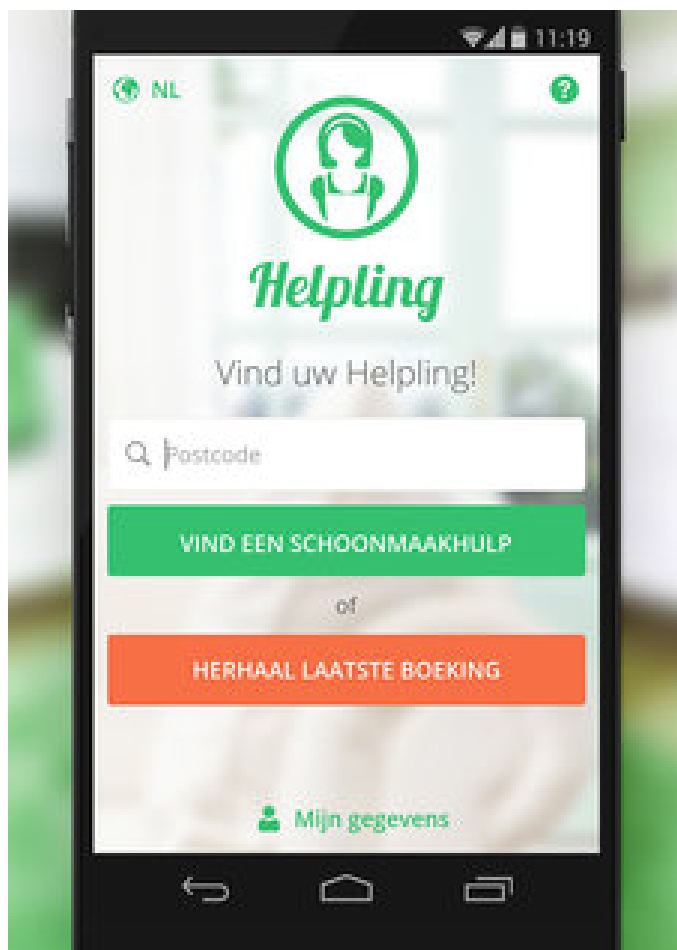 11:19
NL
Helpling
Vind uw Helpling!
Postcode
VIND EEN SCHOONMAAKHULP
of
HERHAAL LAATSTE BOEKING
Mijn gegevens